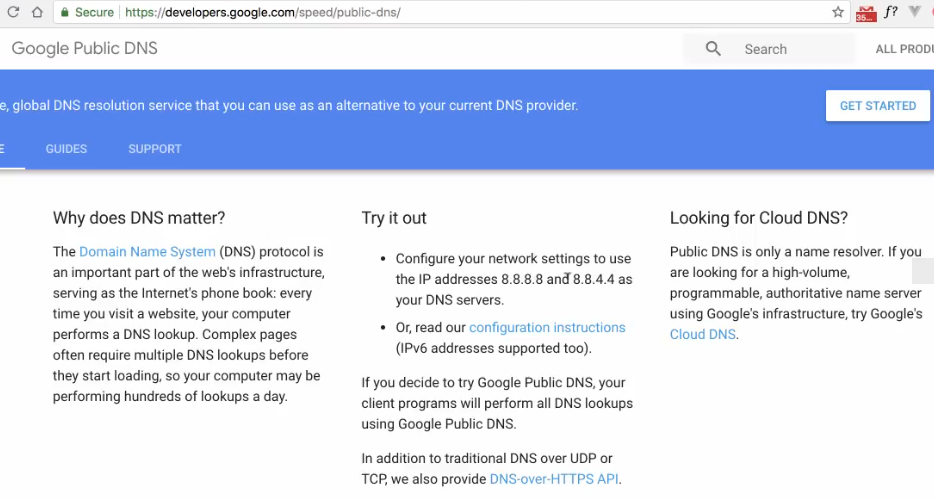 Secure https://developers.google.com/speed/public-dns/
35... f?
Google Public DNS
Search
ALL PRODU
e, global DNS resolution service that you can use as an alternative to your current DNS provider.
GET STARTED
E GUIDES SUPPORT
Why does DNS matter?
The Domain Name System (DNS) protocol is
an important part of the web's infrastructure,
serving as the Internet's phone book: every
time you visit a website, your computer
performs a DNS lookup. Complex pages
often require multiple DNS lookups before
they start loading, so your computer may be
performing hundreds of lookups a day.
Try it out
• Configure your network settings to use
the IP addresses 8.8.8.8 and 8.8.4.4 as
your DNS servers.
• Or, read our configuration instructions
(IPv6 addresses supported too).
If you decide to try Google Public DNS, your
client programs will perform all DNS lookups
using Google Public DNS.
In addition to traditional DNS over UDP or
TCP, we also provide DNS-over-HTTPS API.
Looking for Cloud DNS?
Public DNS is only a name resolver. If you
are looking for a high-volume,
programmable, authoritative name server
using Google's infrastructure, try Google's
Cloud DNS.